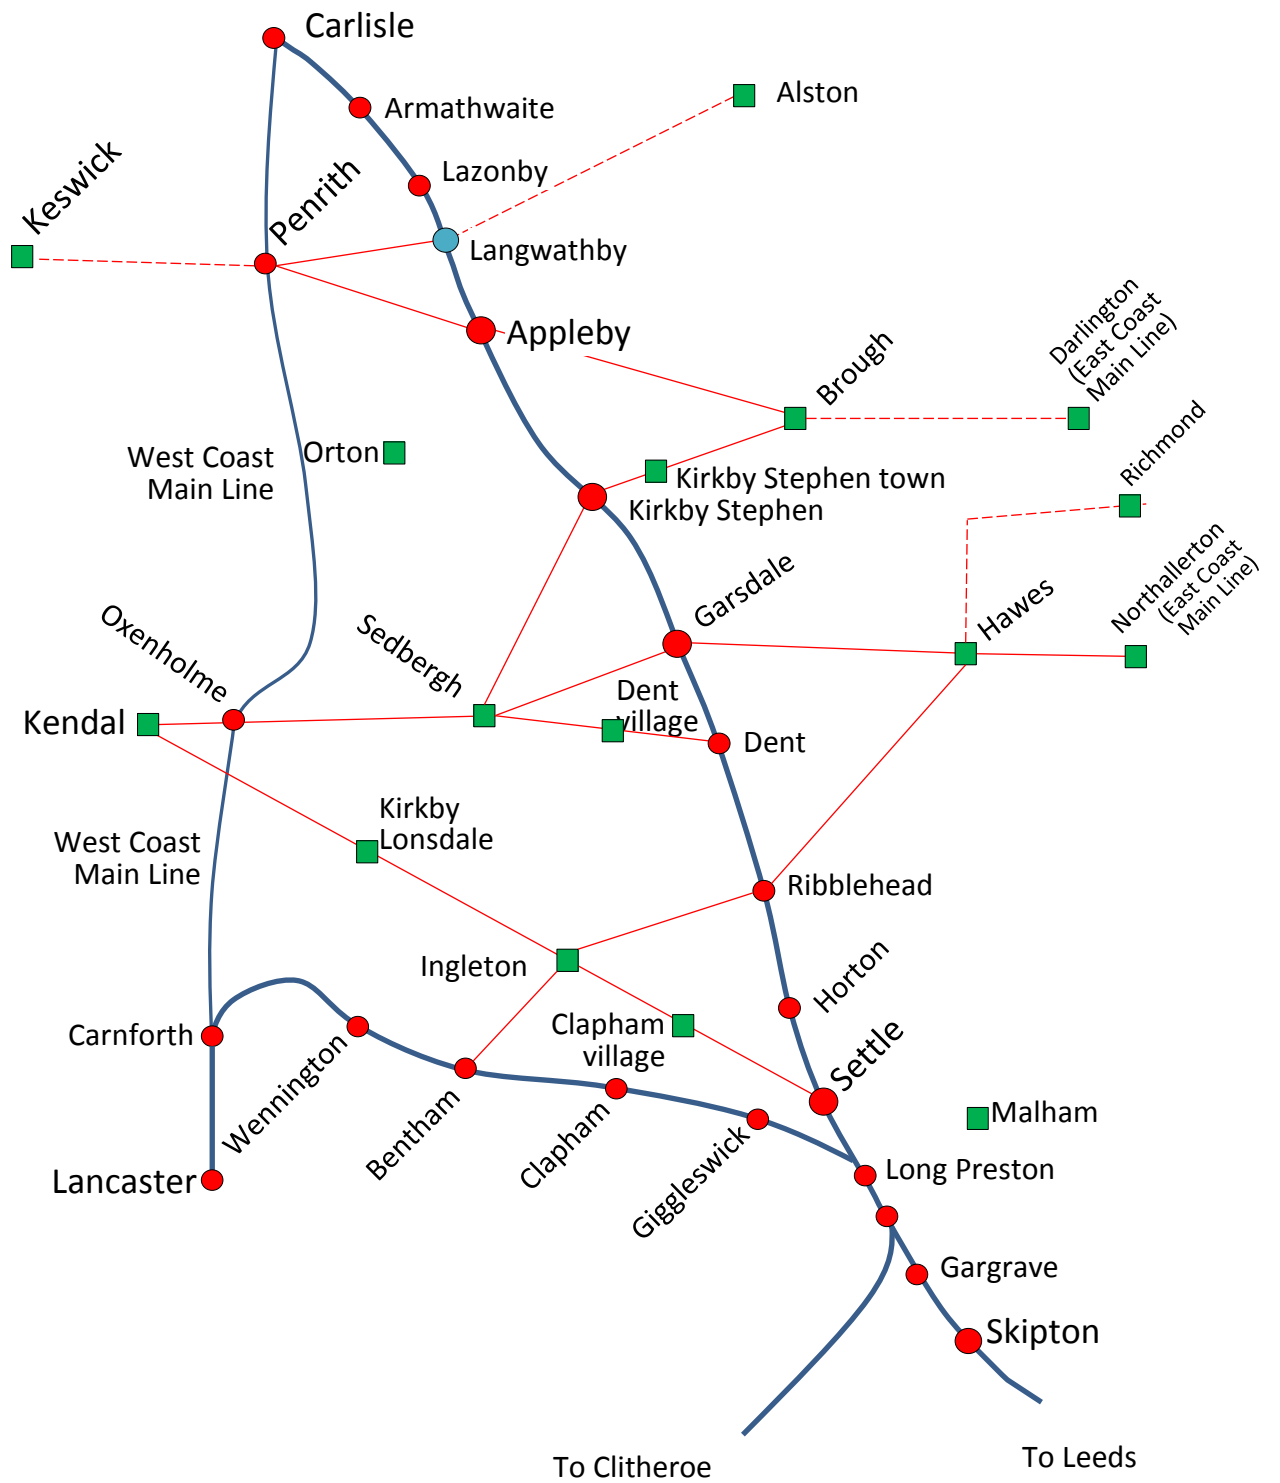 Carlisle
Alston
Armathwaite
Keswick
Lazonby
Penrith
Langwathby
Appleby
Darlington
(East Coast
Main Line)
Brough
Richmond
West Coast
Main Line
Orton
Kirkby Stephen town
Kirkby Stephen
Northallerton
(East Coast
Main Line)
Garsdale
Hawes
Oxenholme
Sedbergh
Dent
village
Kendal
Dent
Kirkby
Lonsdale
West Coast
Main Line
Ribblehead
Ingleton
Horton
Carnforth
Clapham
village
Settle
Wennington
Malham
Bentham
Clapham
Giggleswick
Long Preston
Lancaster
Gargrave
Skipton
To Clitheroe
To Leeds